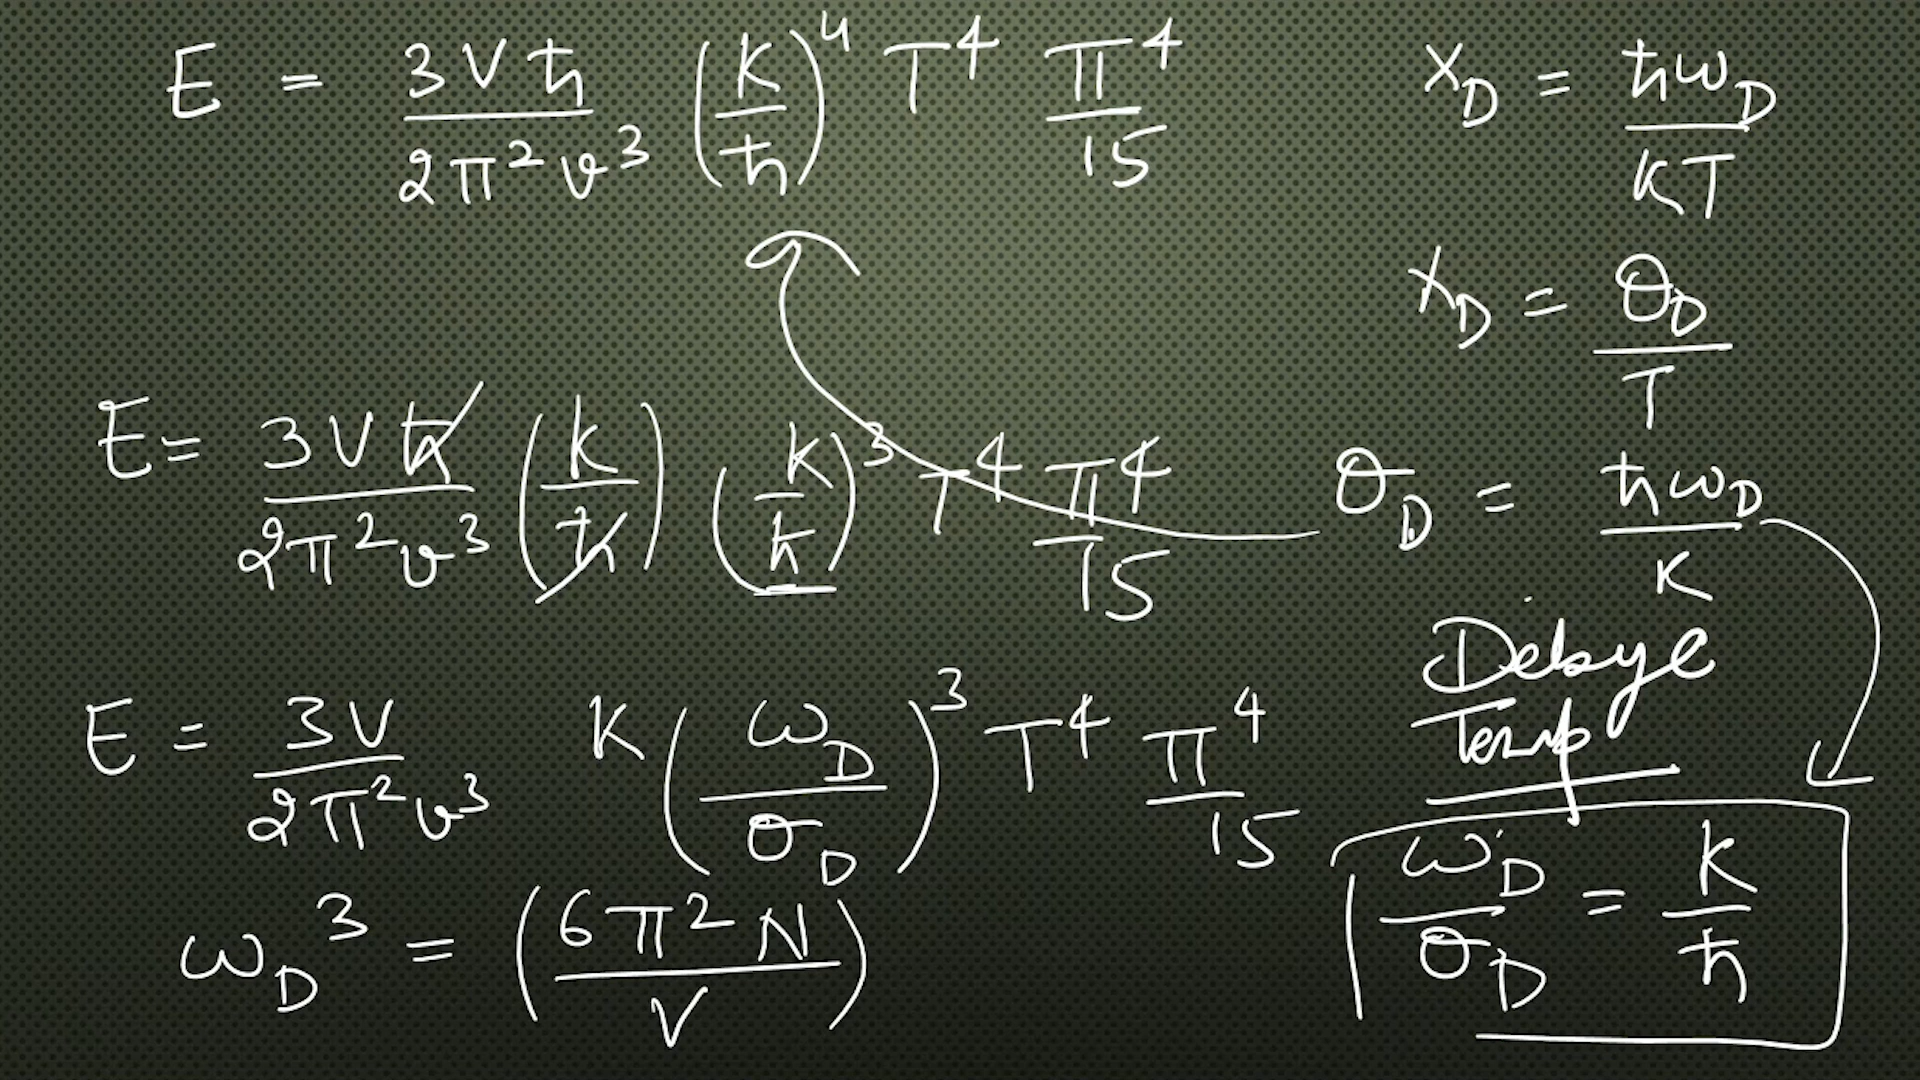 E = 3Vħ / 2π²v³ (K/ħ)⁴ T⁴ π⁴/15
x_D = ħω_D / KT
x_D = θ_D / T
E = 3Vħ / 2π²v³ (k/ħ) (k/ħ)³ T⁴ π⁴/15
θ_D = ħω_D / K
Debye
Temp
E = 3V / 2π²v³ K (ω_D/θ_D)³ T⁴ π⁴/15
ω_D/θ_D = k/ħ
ω_D³ = (6π²N / V)